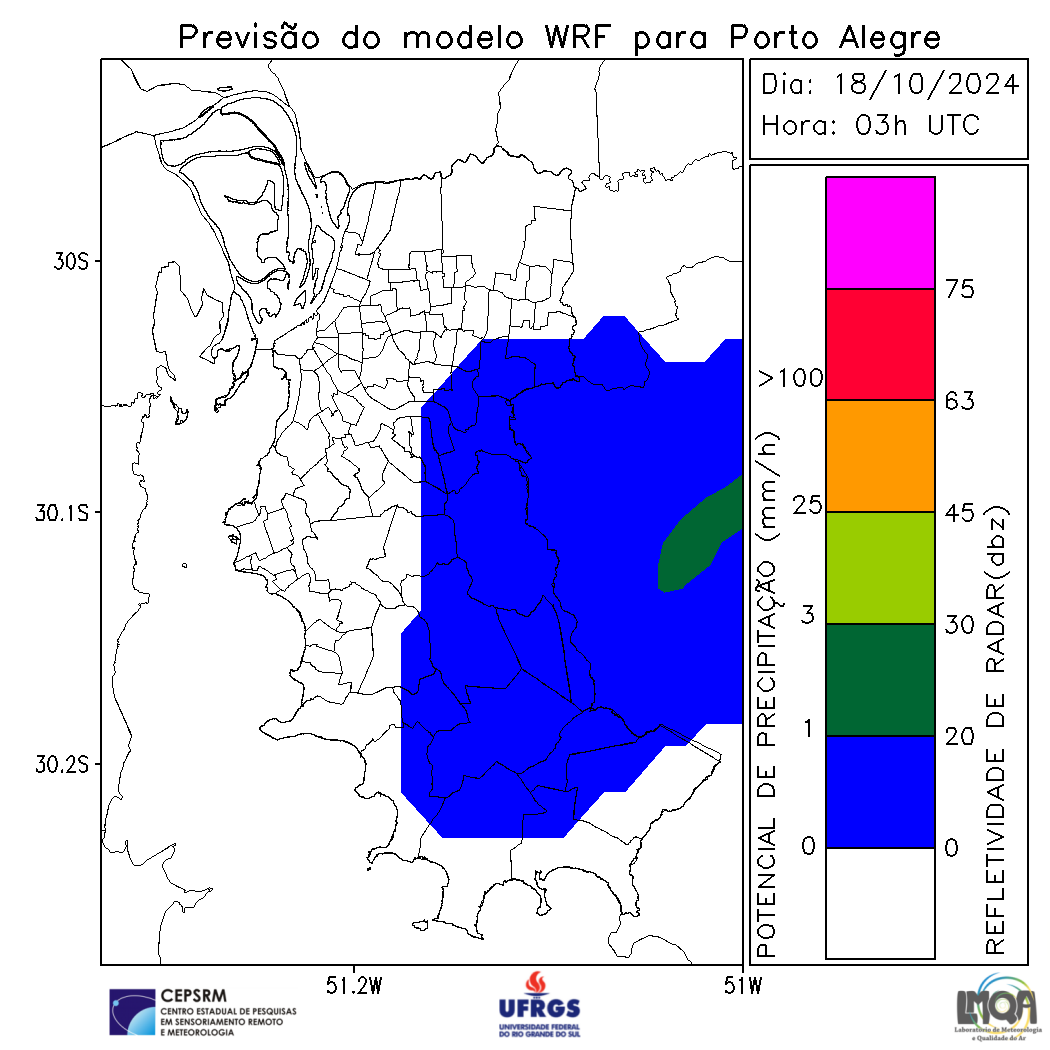 Previsão do modelo WRF para Porto Alegre
Dia: 18/10/2024
Hora: 03h UTC
30S
30.1S
30.2S
51.2W
51W
POTENCIAL DE PRECIPITAÇÃO (mm/h)
>100
25
3
1
0
75
63
45
30
20
0
REFLETIVIDADE DE RADAR(dbz)
CEPSRM
CENTRO ESTADUAL DE PESQUISAS
EM SENSORIAMENTO REMOTO
E METEOROLOGIA
UFRGS
UNIVERSIDADE FEDERAL
DO RIO GRANDE DO SUL
LMQA
Laboratório de Meteorologia
e Qualidade do Ar